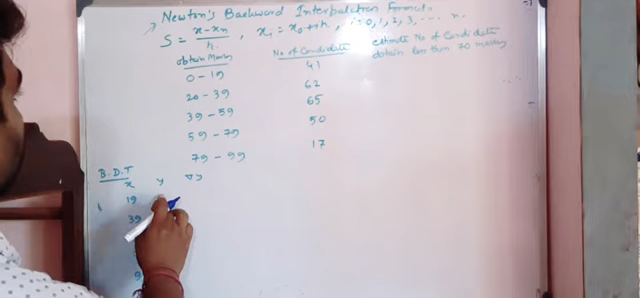 Newton's Backward Interpolation Formula
S = x-xn/h, xi = x0+rh, i=0,1,2,3,.... n.
obtain Marks No of Candidate estimate No of Candidate
0-19 41 obtain less than 70 marks
20-39 62
39-59 65
59-79 50
79-99 17
B.D.T
x y ∇y
19
39
9